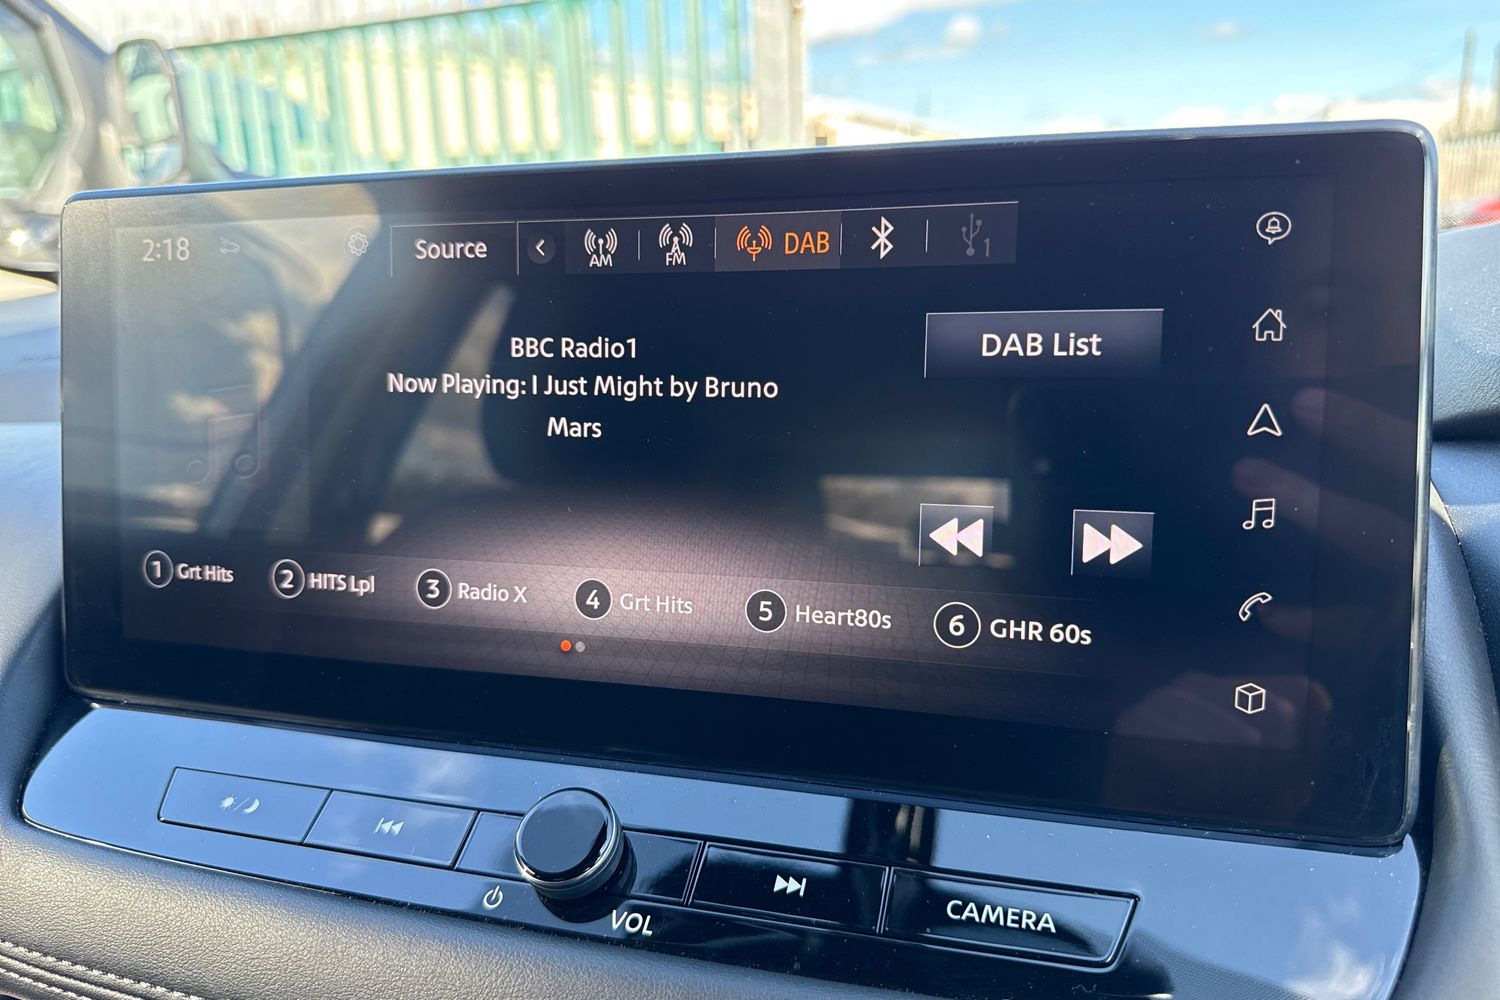 2:18
Source
AM
FM
DAB
1
BBC Radio1
DAB List
Now Playing: I Just Might by Bruno
Mars
1 Grt Hits
2 HITS Lpl
3 Radio X
4 Grt Hits
5 Heart80s
6 GHR 60s
VOL
CAMERA